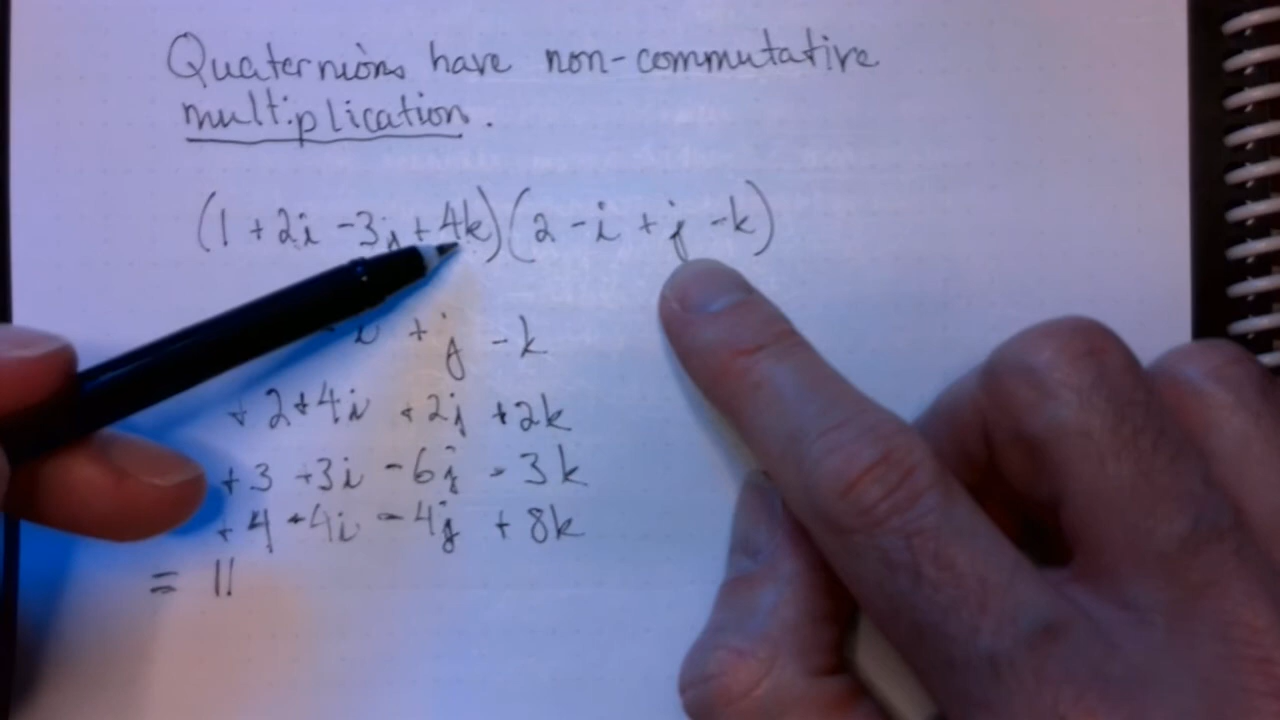 Quaternions have non-commutative
multiplication.
(1 + 2i - 3j + 4k)(2 - i + j - k)
- i + j - k
+ 2 + 4i + 2j + 2k
+ 3 + 3i - 6j - 3k
+ 4 - 4i - 4j + 8k
= 11